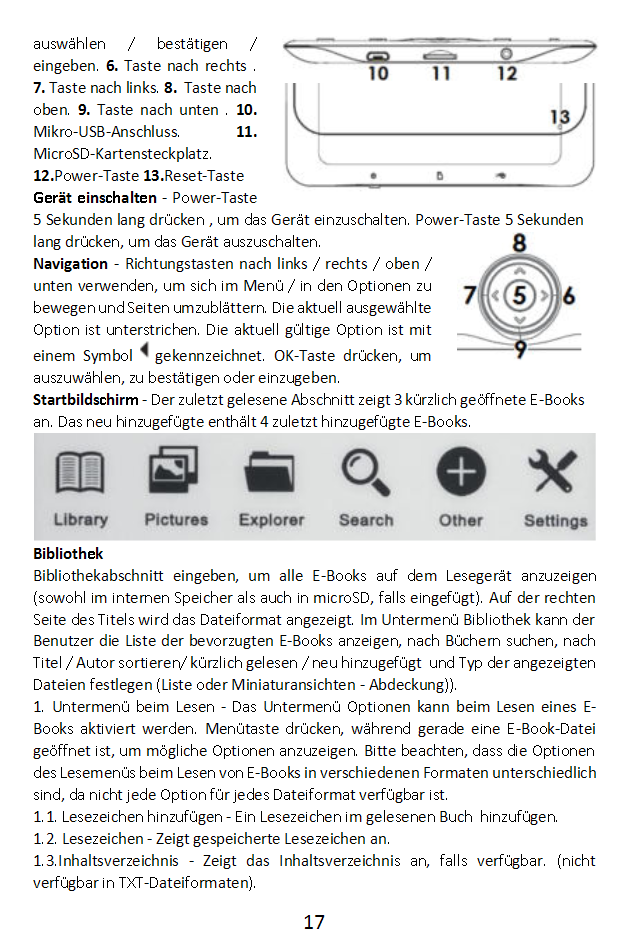 auswählen / bestätigen /
eingeben. 6. Taste nach rechts .
7. Taste nach links. 8. Taste nach
oben. 9. Taste nach unten . 10.
Mikro-USB-Anschluss. 11.
MicroSD-Kartensteckplatz.
12.Power-Taste 13.Reset-Taste
10 11 12
13
Gerät einschalten - Power-Taste
5 Sekunden lang drücken , um das Gerät einzuschalten. Power-Taste 5 Sekunden
lang drücken, um das Gerät auszuschalten.
Navigation - Richtungstasten nach links / rechts / oben /
unten verwenden, um sich im Menü / in den Optionen zu
bewegen und Seiten umzublättern. Die aktuell ausgewählte
Option ist unterstrichen. Die aktuell gültige Option ist mit
einem Symbol gekennzeichnet. OK-Taste drücken, um
auszuwählen, zu bestätigen oder einzugeben.
8
7 5 6
9
Startbildschirm - Der zuletzt gelesene Abschnitt zeigt 3 kürzlich geöffnete E-Books
an. Das neu hinzugefügte enthält 4 zuletzt hinzugefügte E-Books.
Library Pictures Explorer Search Other Settings
Bibliothek
Bibliothekabschnitt eingeben, um alle E-Books auf dem Lesegerät anzuzeigen
(sowohl im internen Speicher als auch in microSD, falls eingefügt). Auf der rechten
Seite des Titels wird das Dateiformat angezeigt. Im Untermenü Bibliothek kann der
Benutzer die Liste der bevorzugten E-Books anzeigen, nach Büchern suchen, nach
Titel / Autor sortieren/ kürzlich gelesen / neu hinzugefügt und Typ der angezeigten
Dateien festlegen (Liste oder Miniaturansichten - Abdeckung)).
1. Untermenü beim Lesen - Das Untermenü Optionen kann beim Lesen eines E-
Books aktiviert werden. Menütaste drücken, während gerade eine E-Book-Datei
geöffnet ist, um mögliche Optionen anzuzeigen. Bitte beachten, dass die Optionen
des Lesemenüs beim Lesen von E-Books in verschiedenen Formaten unterschiedlich
sind, da nicht jede Option für jedes Dateiformat verfügbar ist.
1.1. Lesezeichen hinzufügen - Ein Lesezeichen im gelesenen Buch hinzufügen.
1.2. Lesezeichen - Zeigt gespeicherte Lesezeichen an.
1.3.Inhaltsverzeichnis - Zeigt das Inhaltsverzeichnis an, falls verfügbar. (nicht
verfügbar in TXT-Dateiformaten).
17